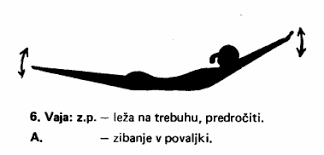 6. Vaja: z.p. – leža na trebuhu, predročiti.
A. – zibanje v povaljki.